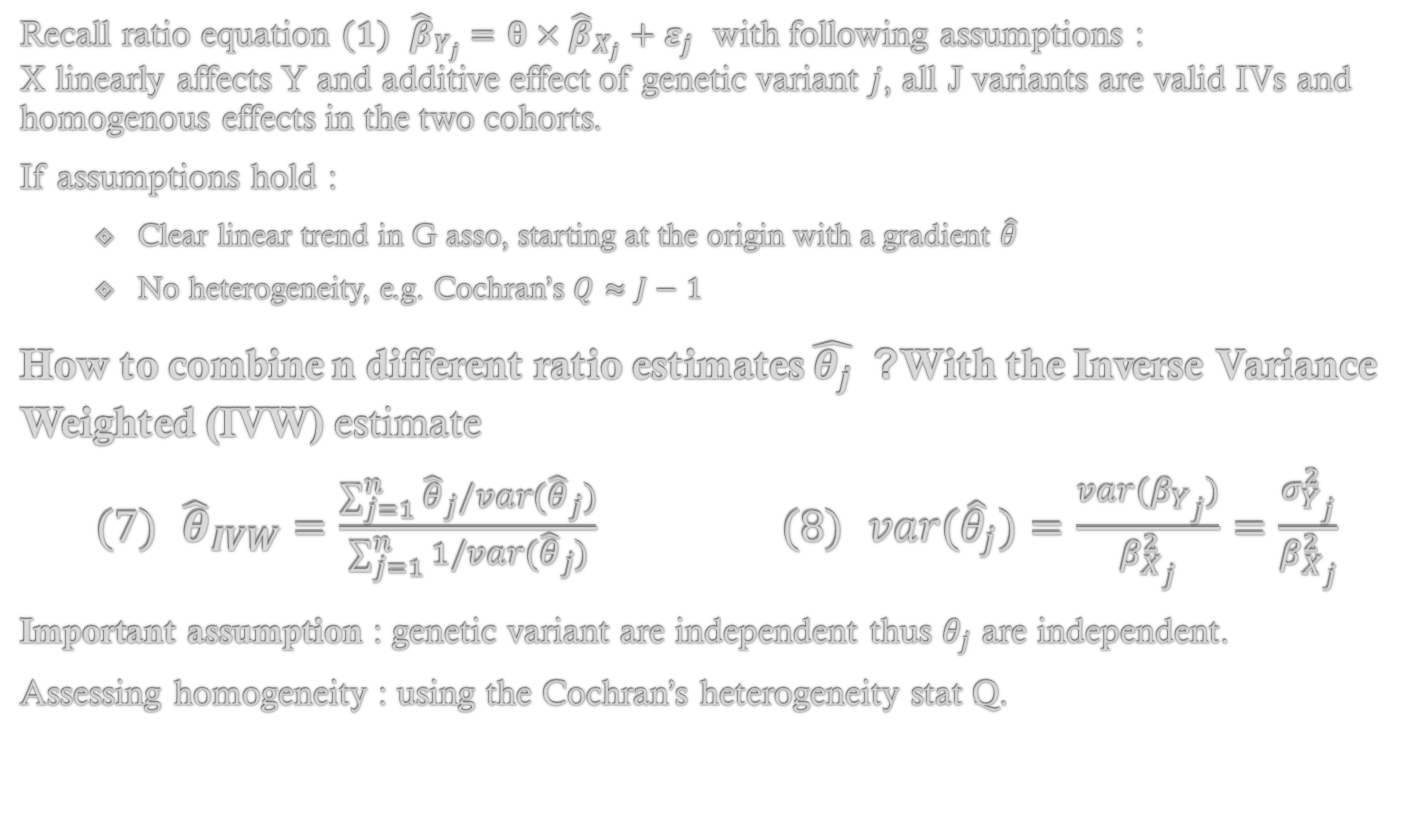 Recall ratio equation (1) β̂_{Y_j} = θ × β̂_{X_j} + ε_j with following assumptions :
X linearly affects Y and additive effect of genetic variant j, all J variants are valid IVs and
homogenous effects in the two cohorts.
If assumptions hold :
❖ Clear linear trend in G asso, starting at the origin with a gradient θ̂
❖ No heterogeneity, e.g. Cochran's Q ≈ J − 1
How to combine n different ratio estimates θ̂_j ? With the Inverse Variance
Weighted (IVW) estimate
(7) θ̂_{IVW} = \frac{∑_{j=1}^{n} θ̂_j/var(θ̂_j)}{∑_{j=1}^{n} 1/var(θ̂_j)} (8) var(θ̂_j) = \frac{var(β_{Y_j})}{β²_{X_j}} = \frac{σ²_{Y_j}}{β²_{X_j}}
Important assumption : genetic variant are independent thus θ_j are independent.
Assessing homogeneity : using the Cochran's heterogeneity stat Q.